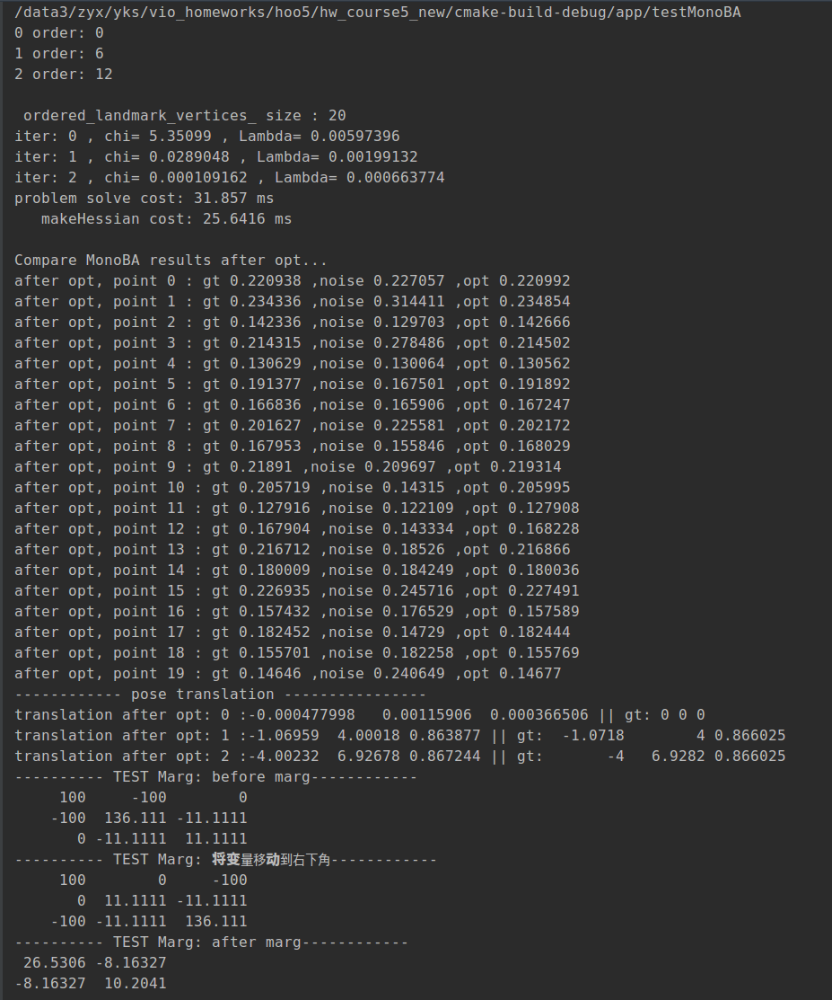 /data3/zyx/yks/vio_homeworks/hoo5/hw_course5_new/cmake-build-debug/app/testMonoBA
0 order: 0
1 order: 6
2 order: 12
ordered_landmark_vertices_ size : 20
iter: 0 , chi= 5.35099 , Lambda= 0.00597396
iter: 1 , chi= 0.0289048 , Lambda= 0.00199132
iter: 2 , chi= 0.000109162 , Lambda= 0.000663774
problem solve cost: 31.857 ms
makeHessian cost: 25.6416 ms
Compare MonoBA results after opt...
after opt, point 0 : gt 0.220938 ,noise 0.227057 ,opt 0.220992
after opt, point 1 : gt 0.234336 ,noise 0.314411 ,opt 0.234854
after opt, point 2 : gt 0.142336 ,noise 0.129703 ,opt 0.142666
after opt, point 3 : gt 0.214315 ,noise 0.278486 ,opt 0.214502
after opt, point 4 : gt 0.130629 ,noise 0.130064 ,opt 0.130562
after opt, point 5 : gt 0.191377 ,noise 0.167501 ,opt 0.191892
after opt, point 6 : gt 0.166836 ,noise 0.165906 ,opt 0.167247
after opt, point 7 : gt 0.201627 ,noise 0.225581 ,opt 0.202172
after opt, point 8 : gt 0.167953 ,noise 0.155846 ,opt 0.168029
after opt, point 9 : gt 0.21891 ,noise 0.209697 ,opt 0.219314
after opt, point 10 : gt 0.205719 ,noise 0.14315 ,opt 0.205995
after opt, point 11 : gt 0.127916 ,noise 0.122109 ,opt 0.127908
after opt, point 12 : gt 0.167904 ,noise 0.143334 ,opt 0.168228
after opt, point 13 : gt 0.216712 ,noise 0.18526 ,opt 0.216866
after opt, point 14 : gt 0.180009 ,noise 0.184249 ,opt 0.180036
after opt, point 15 : gt 0.226935 ,noise 0.245716 ,opt 0.227491
after opt, point 16 : gt 0.157432 ,noise 0.176529 ,opt 0.157589
after opt, point 17 : gt 0.182452 ,noise 0.14729 ,opt 0.182444
after opt, point 18 : gt 0.155701 ,noise 0.182258 ,opt 0.155769
after opt, point 19 : gt 0.14646 ,noise 0.240649 ,opt 0.14677
------------ pose translation ----------------
translation after opt: 0 :-0.000477998   0.00115906  0.000366506 || gt: 0 0 0
translation after opt: 1 :-1.06959  4.00018 0.863877 || gt:  -1.0718        4 0.866025
translation after opt: 2 :-4.00232  6.92678 0.867244 || gt:       -4   6.9282 0.866025
---------- TEST Marg: before marg------------
100     -100        0
-100  136.111 -11.1111
0 -11.1111  11.1111
---------- TEST Marg: 将变量移动到右下角------------
100        0     -100
0  11.1111 -11.1111
-100 -11.1111  136.111
---------- TEST Marg: after marg------------
26.5306 -8.16327
-8.16327  10.2041